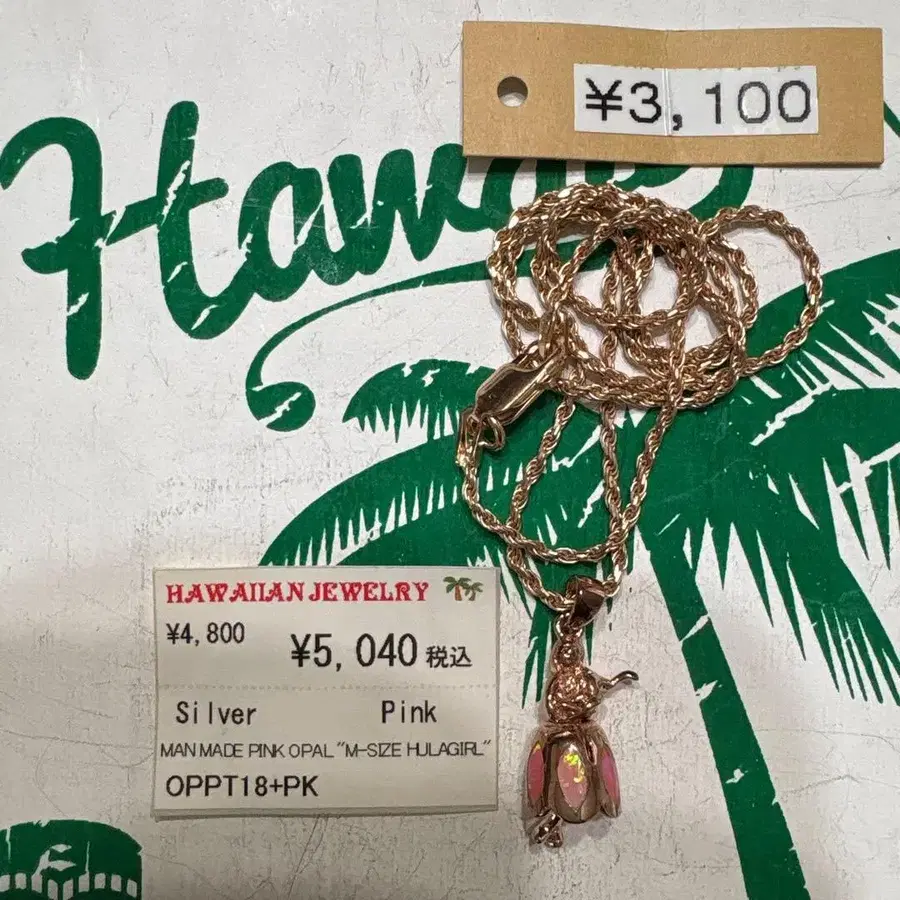 ¥3,100
Hawaii
HAWAIIAN JEWELRY
¥4,800
¥5,040 税込
Silver Pink
MAN MADE PINK OPAL "M-SIZE HULAGIRL"
OPPT18+PK